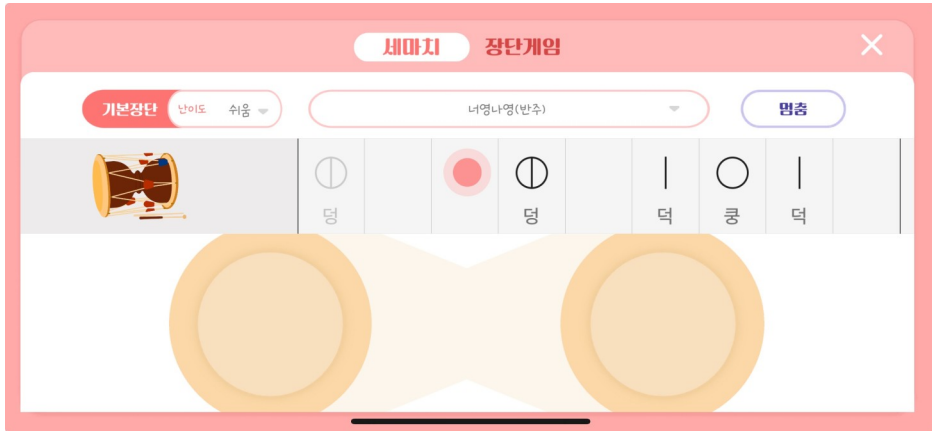 세마치 장단게임
기본장단 난이도 쉬움 너영나영(반주) 멈춤
덩 덩 덕 쿵 덕